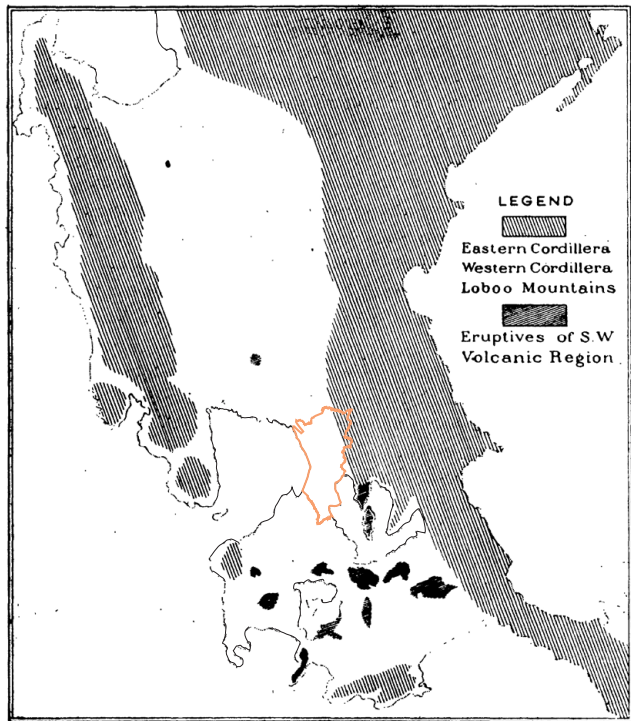 LEGEND
Eastern Cordillera
Western Cordillera
Loboo Mountains
Eruptives of S.W
Volcanic Region